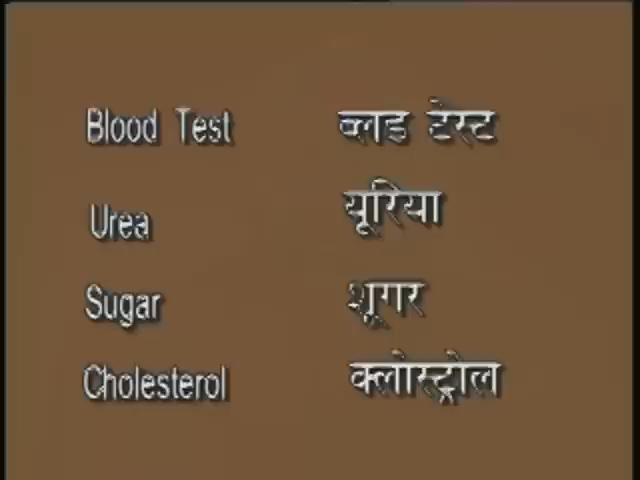 Blood Test ब्लड टेस्ट
Urea यूरिया
Sugar शूगर
Cholesterol क्लोस्ट्रोल